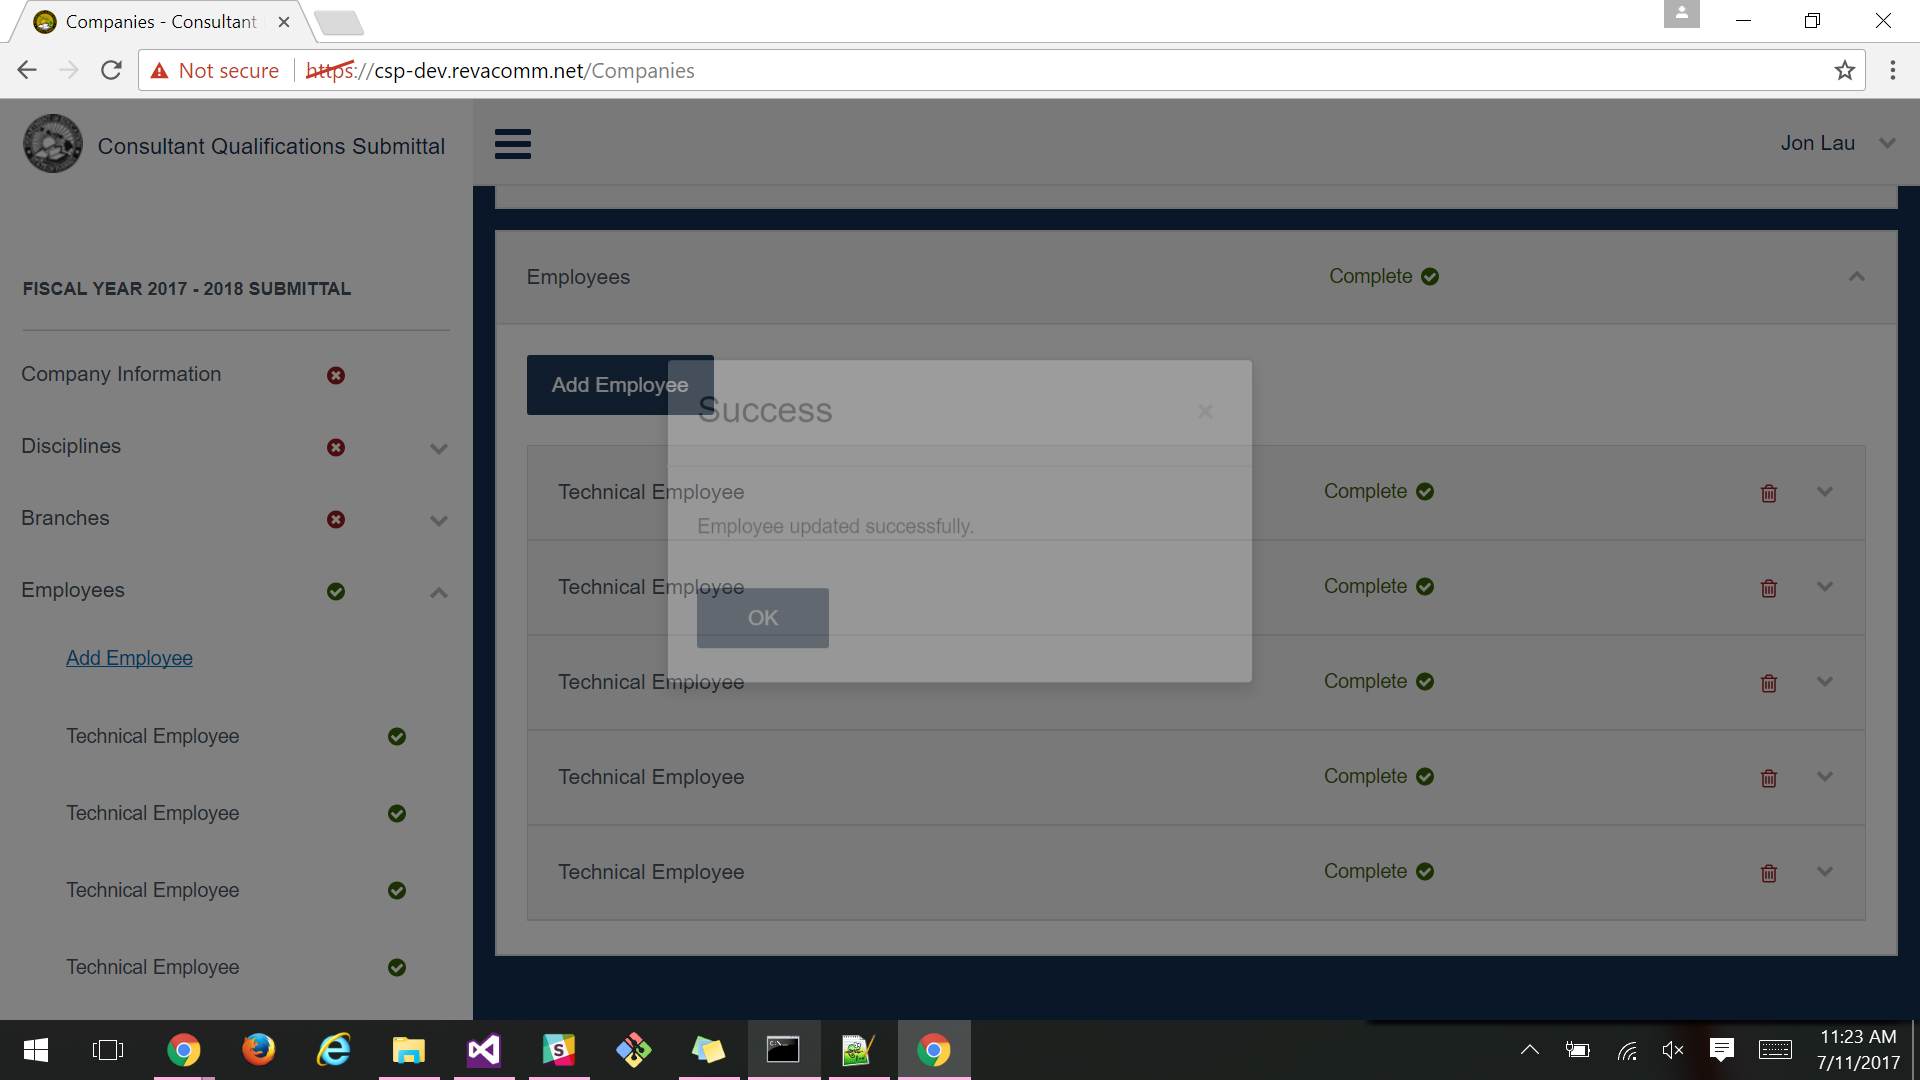 Companies - Consultant
Not secure
https://csp-dev.revacomm.net/Companies
Consultant Qualifications Submittal
Jon Lau
FISCAL YEAR 2017 - 2018 SUBMITTAL
Company Information
Disciplines
Branches
Employees
Add Employee
Technical Employee
Technical Employee
Technical Employee
Technical Employee
Employees
Complete
Add Employee
Success
Employee updated successfully.
OK
Technical Employee
Complete
Technical Employee
Complete
Technical Employee
Complete
Technical Employee
Complete
Technical Employee
Complete
11:23 AM
7/11/2017